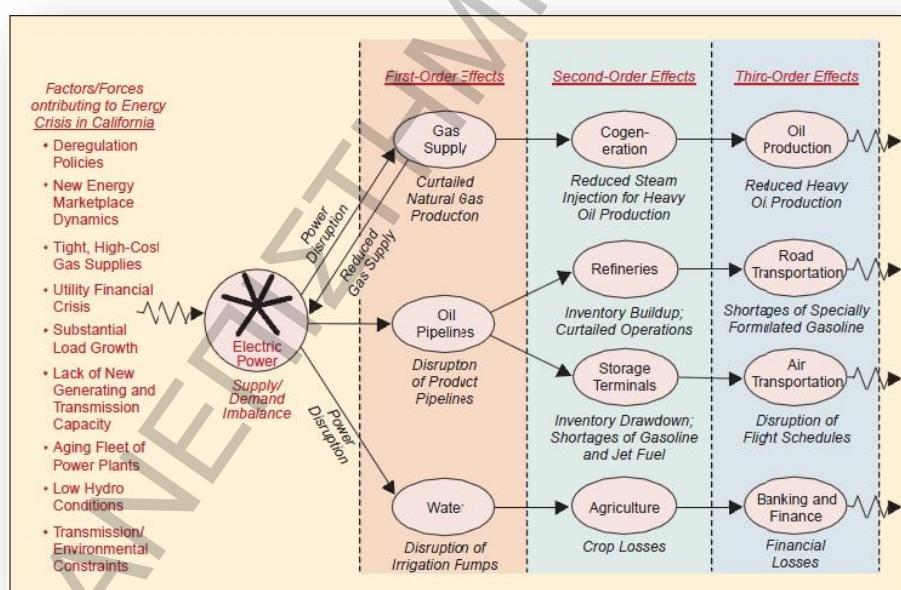 Factors/Forces
ontributing to Energy
Crisis in California
• Deregulation
Policies
• New Energy
Marketplace
Dynamics
• Tight, High-Cost
Gas Supplies
• Utility Financial
Crisis
• Substantial
Load Growth
• Lack of New
Generating and
Transmission
Capacity
• Aging Fleet of
Power Plants
• Low Hydro
Conditions
• Transmission/
Environmental
Constraints
Electric
Power
Supply/
Demand
Imbalance
Power
Disruption
Reduced
Gas Supply
Power
Disruption
First-Order Effects
Gas
Supply
Curtailed
Natural Gas
Production
Oil
Pipelines
Disruption
of Product
Pipelines
Water
Disruption of
Irrigation Fumps
Second-Order Effects
Cogen-
eration
Reduced Steam
Injection for Heavy
Oil Production
Refineries
Inventory Buildup;
Curtailed Operations
Storage
Terminals
Inventory Drawdown;
Shortages of Gasoline
and Jet Fuel
Agriculture
Crop Losses
Third-Order Effects
Oil
Production
Reduced Heavy
Oil Production
Road
Transportation
Shortages of Specially
Formulated Gasoline
Air
Transportation
Disruption of
Flight Schedules
Banking and
Finance
Financial
Losses